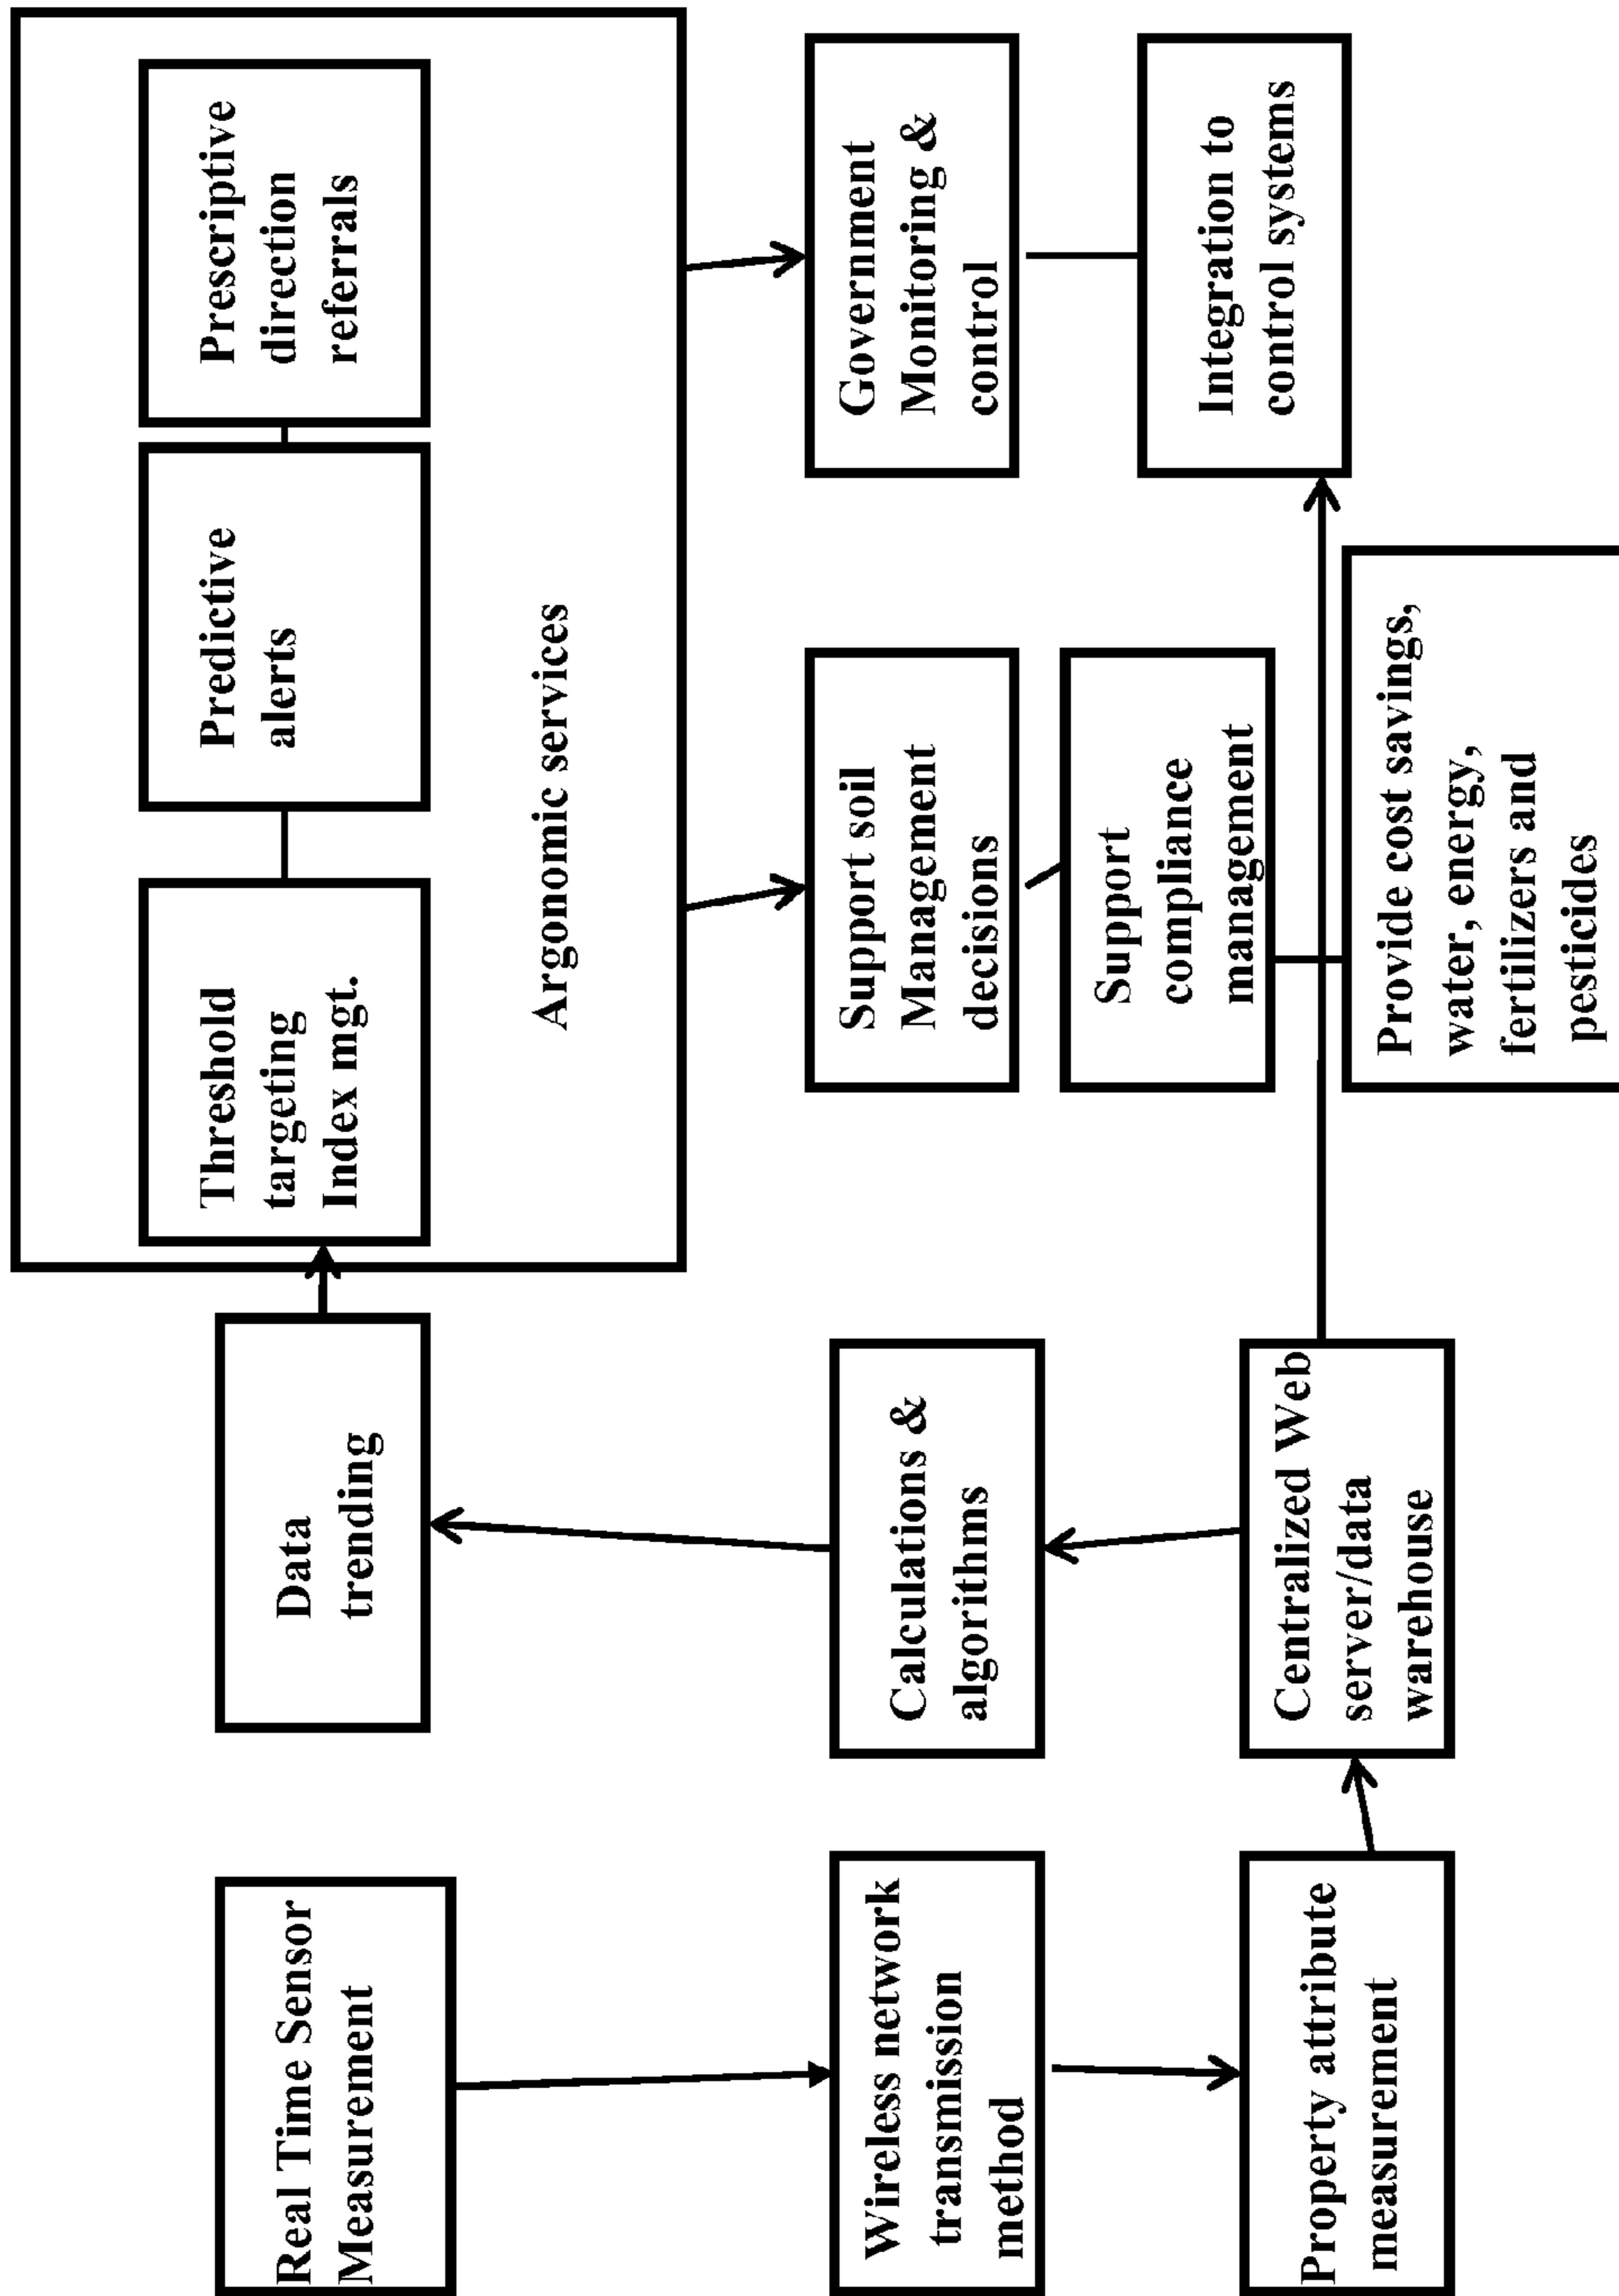 Real Time Sensor
Measurement
Wireless network
transmission
method
Property attribute
measurement
Data
trending
Calculations &
algorithms
Centralized Web
server/data
warehouse
Threshold
targeting
Index mgt.
Predictive
alerts
Prescriptive
direction
referrals
Argonomic services
Support soil
Management
decisions
Support
compliance
management
Provide cost savings,
water, energy,
fertilizers and
pesticides
Government
Monitoring &
control
Integration to
control systems